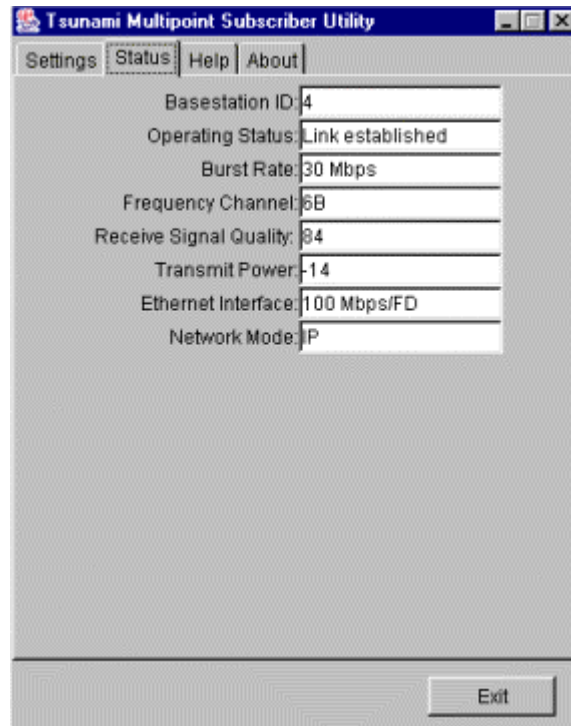 Tsunami Multipoint Subscriber Utility
Settings Status Help About
Basestation ID: 4
Operating Status: Link established
Burst Rate: 30 Mbps
Frequency Channel: 6B
Receive Signal Quality: 84
Transmit Power: -14
Ethernet Interface: 100 Mbps/FD
Network Mode: IP
Exit